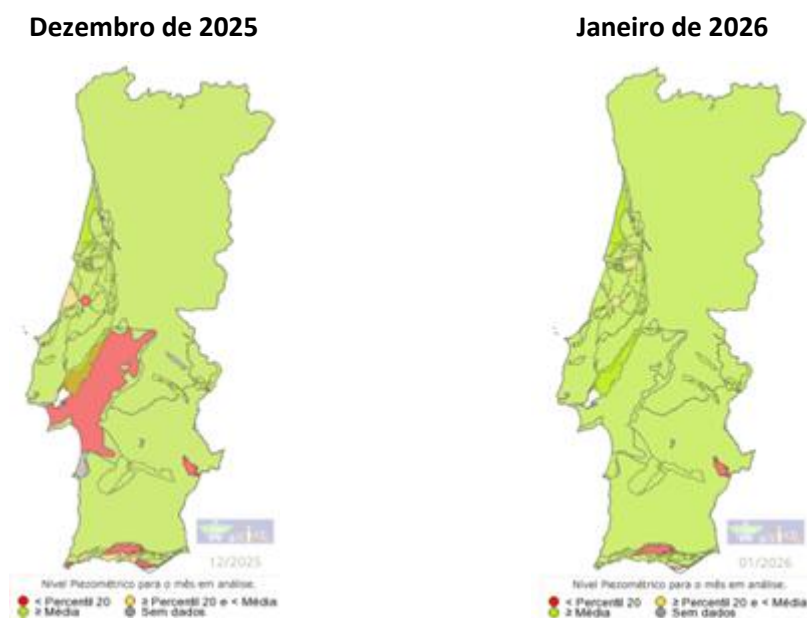 Dezembro de 2025
Janeiro de 2026
12/2025
01/2026
Nível Piezométrico para o mês em análise.
< Percentil 20
≥ Percentil 20 e < Média
≥ Média
Sem dados
Nível Piezométrico para o mês em análise.
< Percentil 20
≥ Percentil 20 e < Média
≥ Média
Sem dados